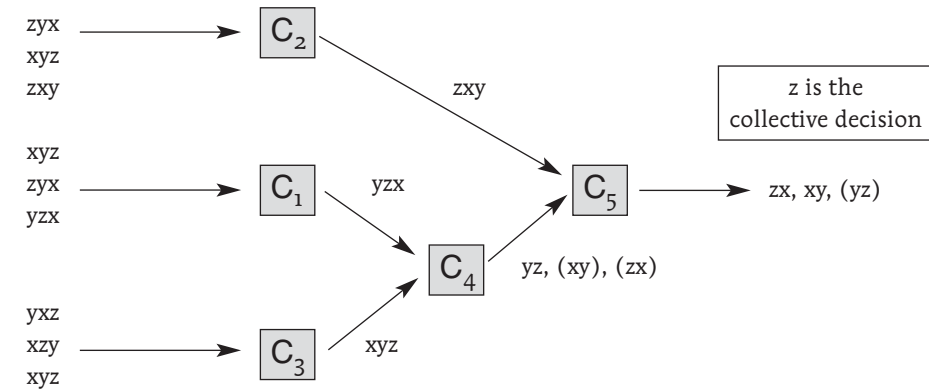 zyx
xyz
zxy
C₂
zxy
z is the
collective decision
xyz
zyx
yzx
C₁
yzx
C₅
zx, xy, (yz)
C₄
yz, (xy), (zx)
yxz
xzy
xyz
C₃
xyz